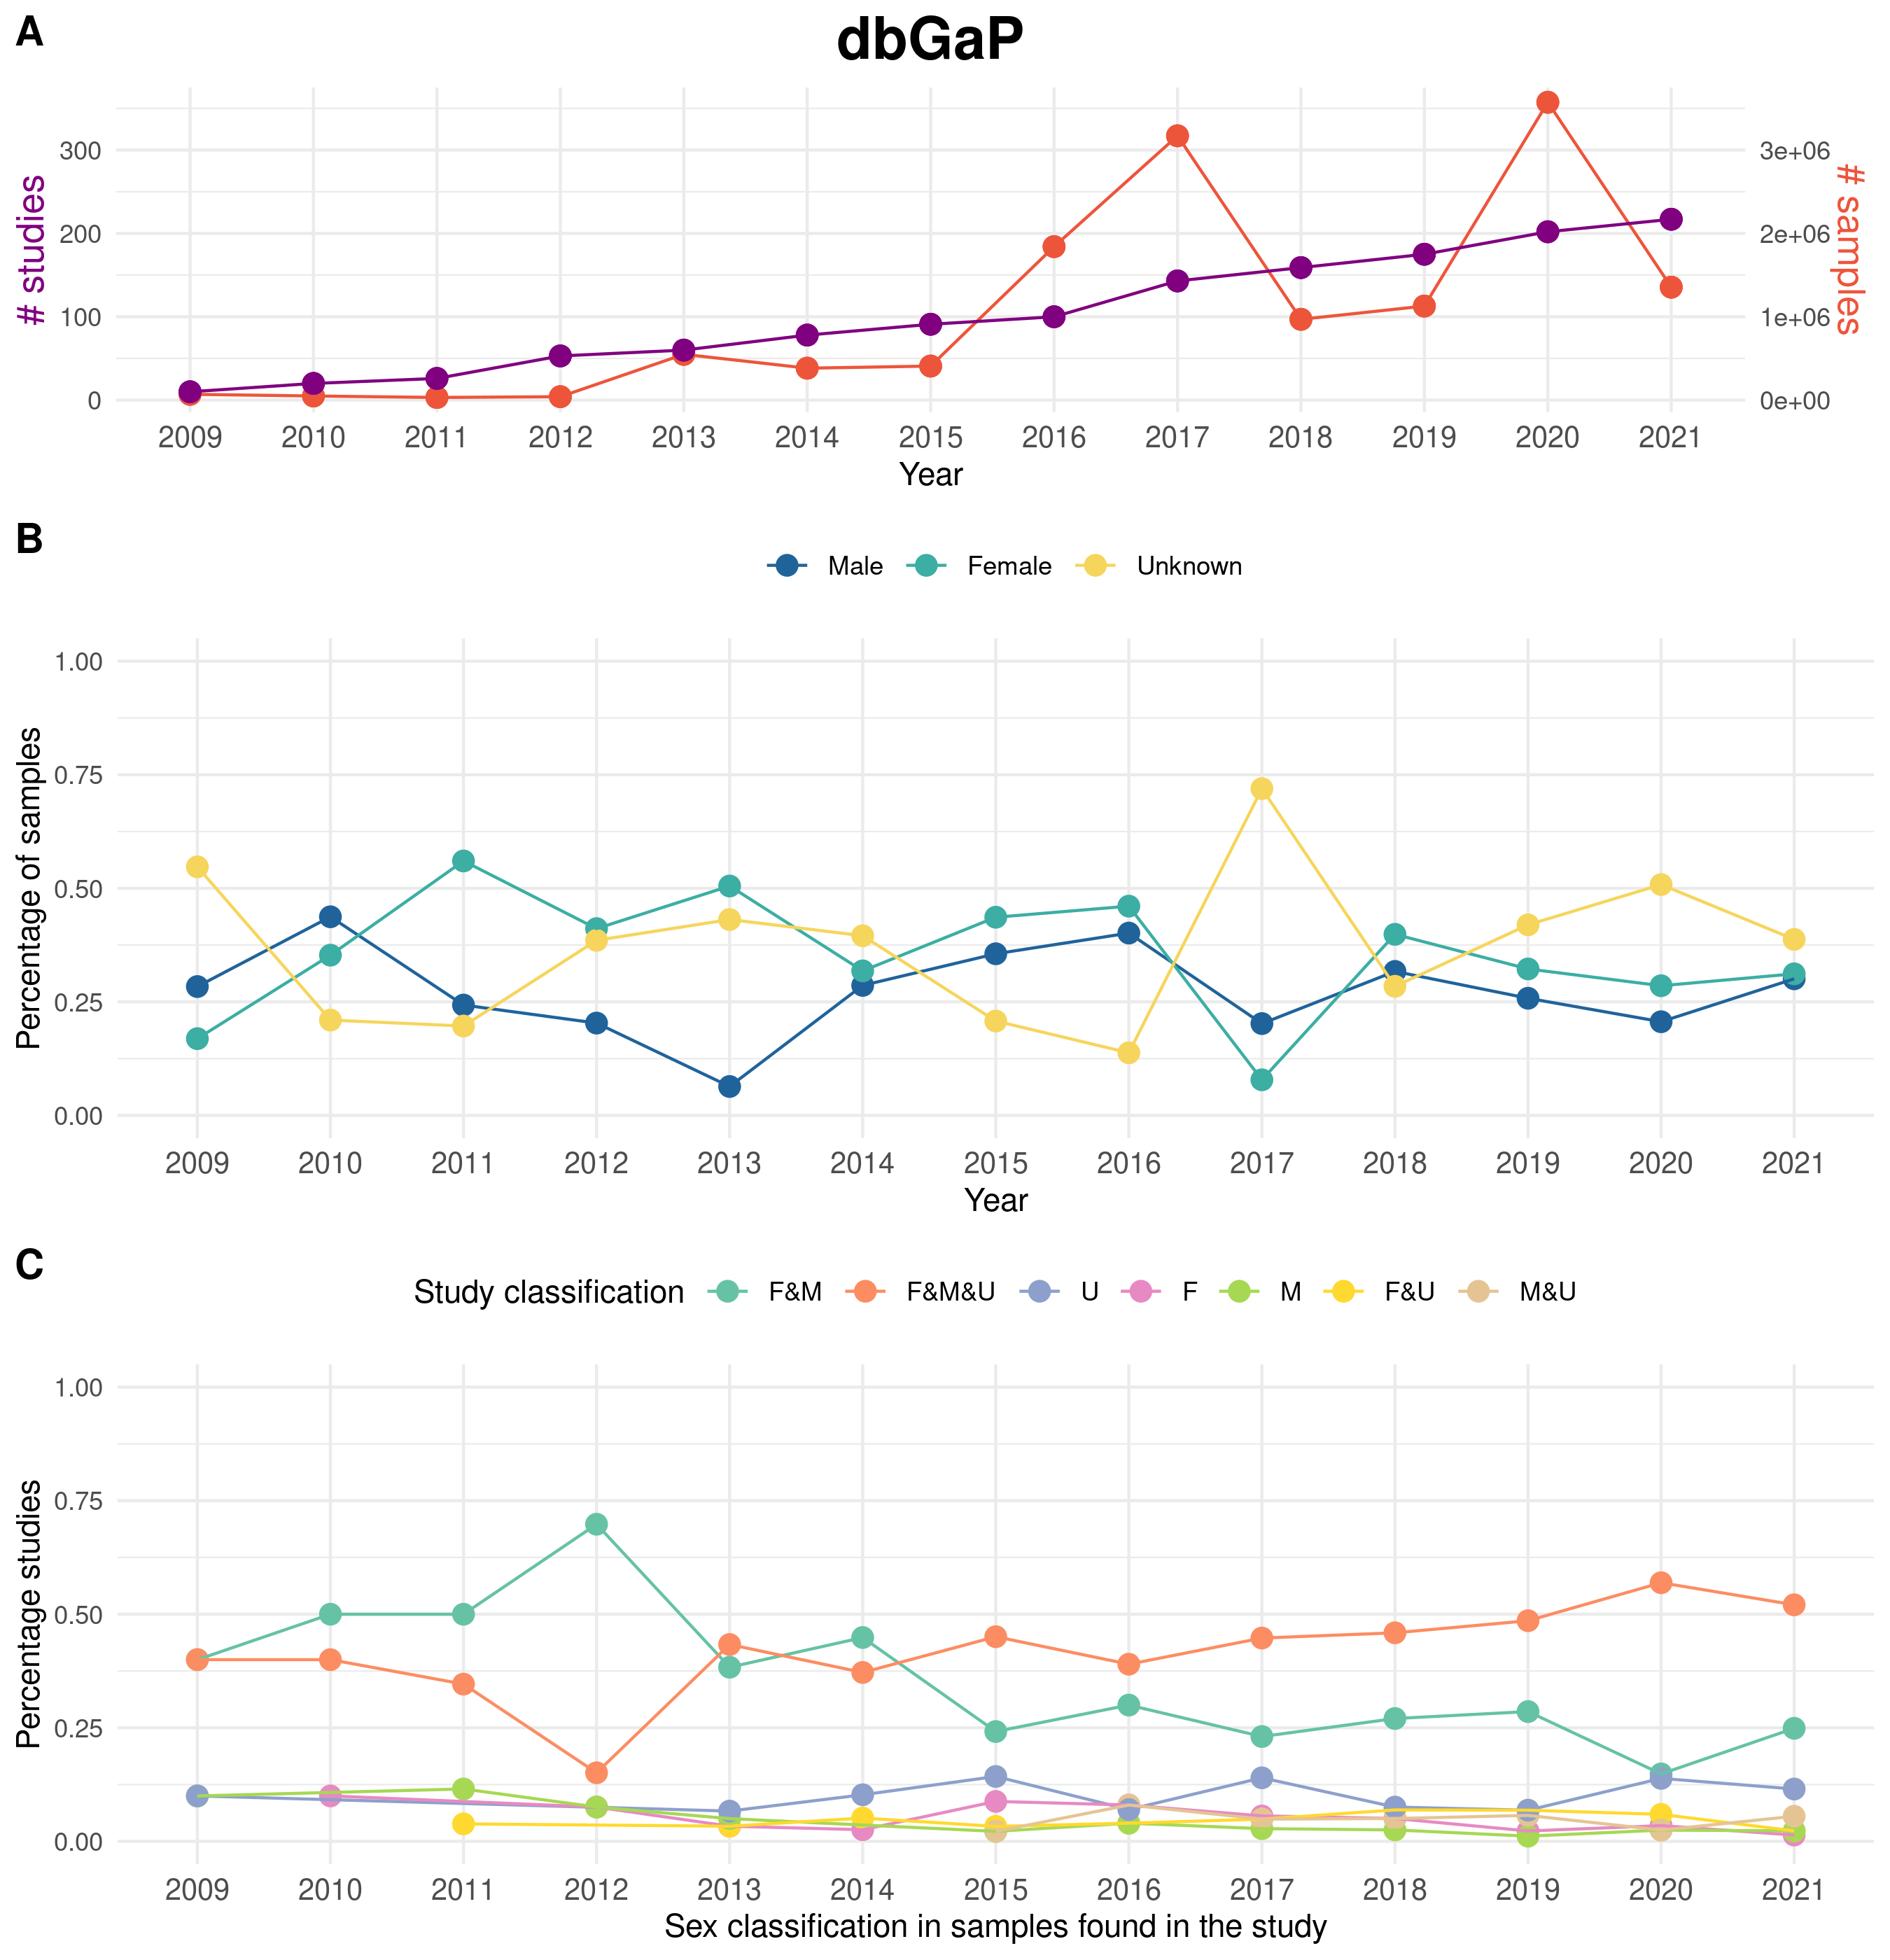 A
dbGaP
# studies
300
200
100
0
3e+06
2e+06
1e+06
0e+00
# samples
2009 2010 2011 2012 2013 2014 2015 2016 2017 2018 2019 2020 2021
Year
B
Male Female Unknown
Percentage of samples
1.00
0.75
0.50
0.25
0.00
2009 2010 2011 2012 2013 2014 2015 2016 2017 2018 2019 2020 2021
Year
C
Study classification F&M F&M&U U F M F&U M&U
Percentage studies
1.00
0.75
0.50
0.25
0.00
2009 2010 2011 2012 2013 2014 2015 2016 2017 2018 2019 2020 2021
Sex classification in samples found in the study